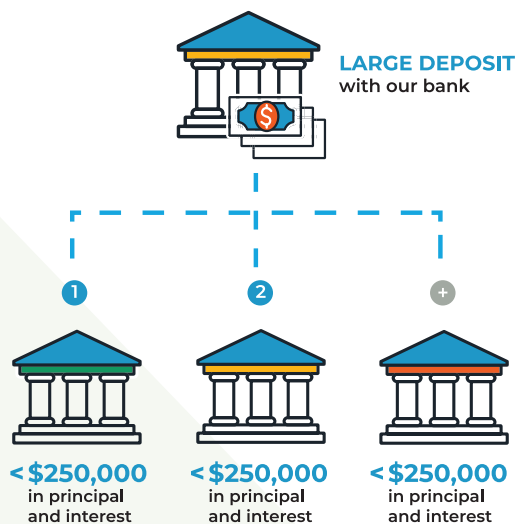 LARGE DEPOSIT
with our bank
$
1
2
+
<$250,000
in principal
and interest
<$250,000
in principal
and interest
<$250,000
in principal
and interest